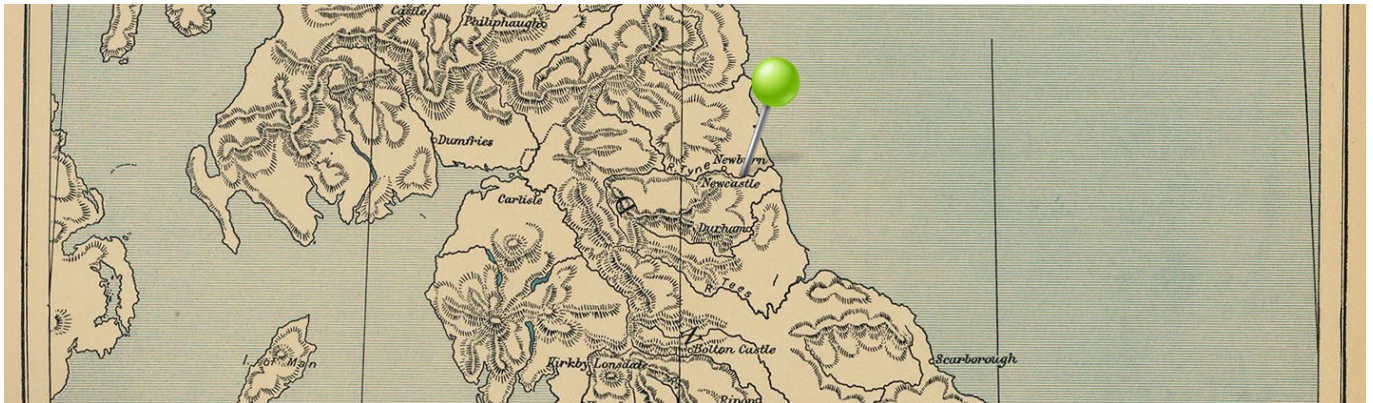 Castle
Philiphaugh
Dumfries
Newburn
R. Tyne
Newcastle
Carlisle
D
Durham
R. Tees
N
Bolton Castle
I. of Man
Kirkby Lonsdale
Scarborough
Ripon